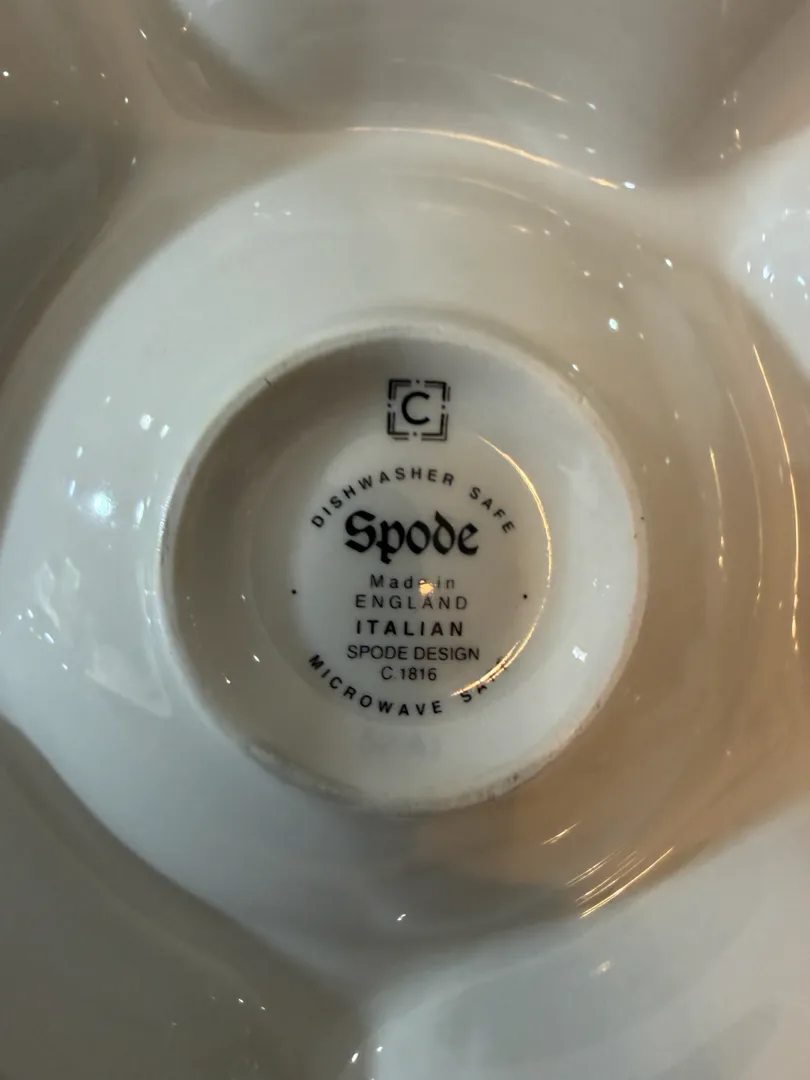 C
DISHWASHER SAFE
Spode
Made in
ENGLAND
ITALIAN
SPODE DESIGN
C 1816
MICROWAVE SAFE